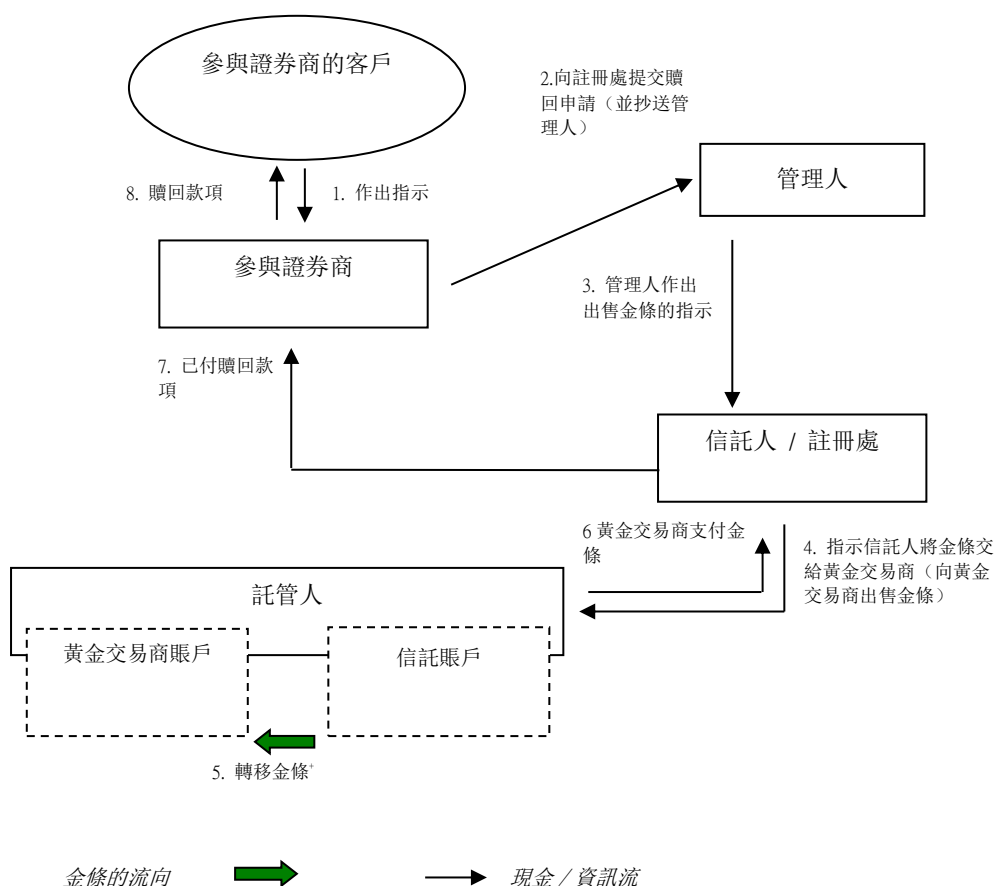 參與證券商的客戶
2.向註冊處提交贖
回申請（並抄送管
理人）
管理人
8. 贖回款項
1. 作出指示
參與證券商
3. 管理人作出
出售金條的指示
7. 已付贖回款
項
信託人 / 註冊處
6 黃金交易商支付金
條
4. 指示信託人將金條交
給黃金交易商（向黃金
交易商出售金條）
託管人
黃金交易商賬戶
信託賬戶
5. 轉移金條+
金條的流向
現金／資訊流